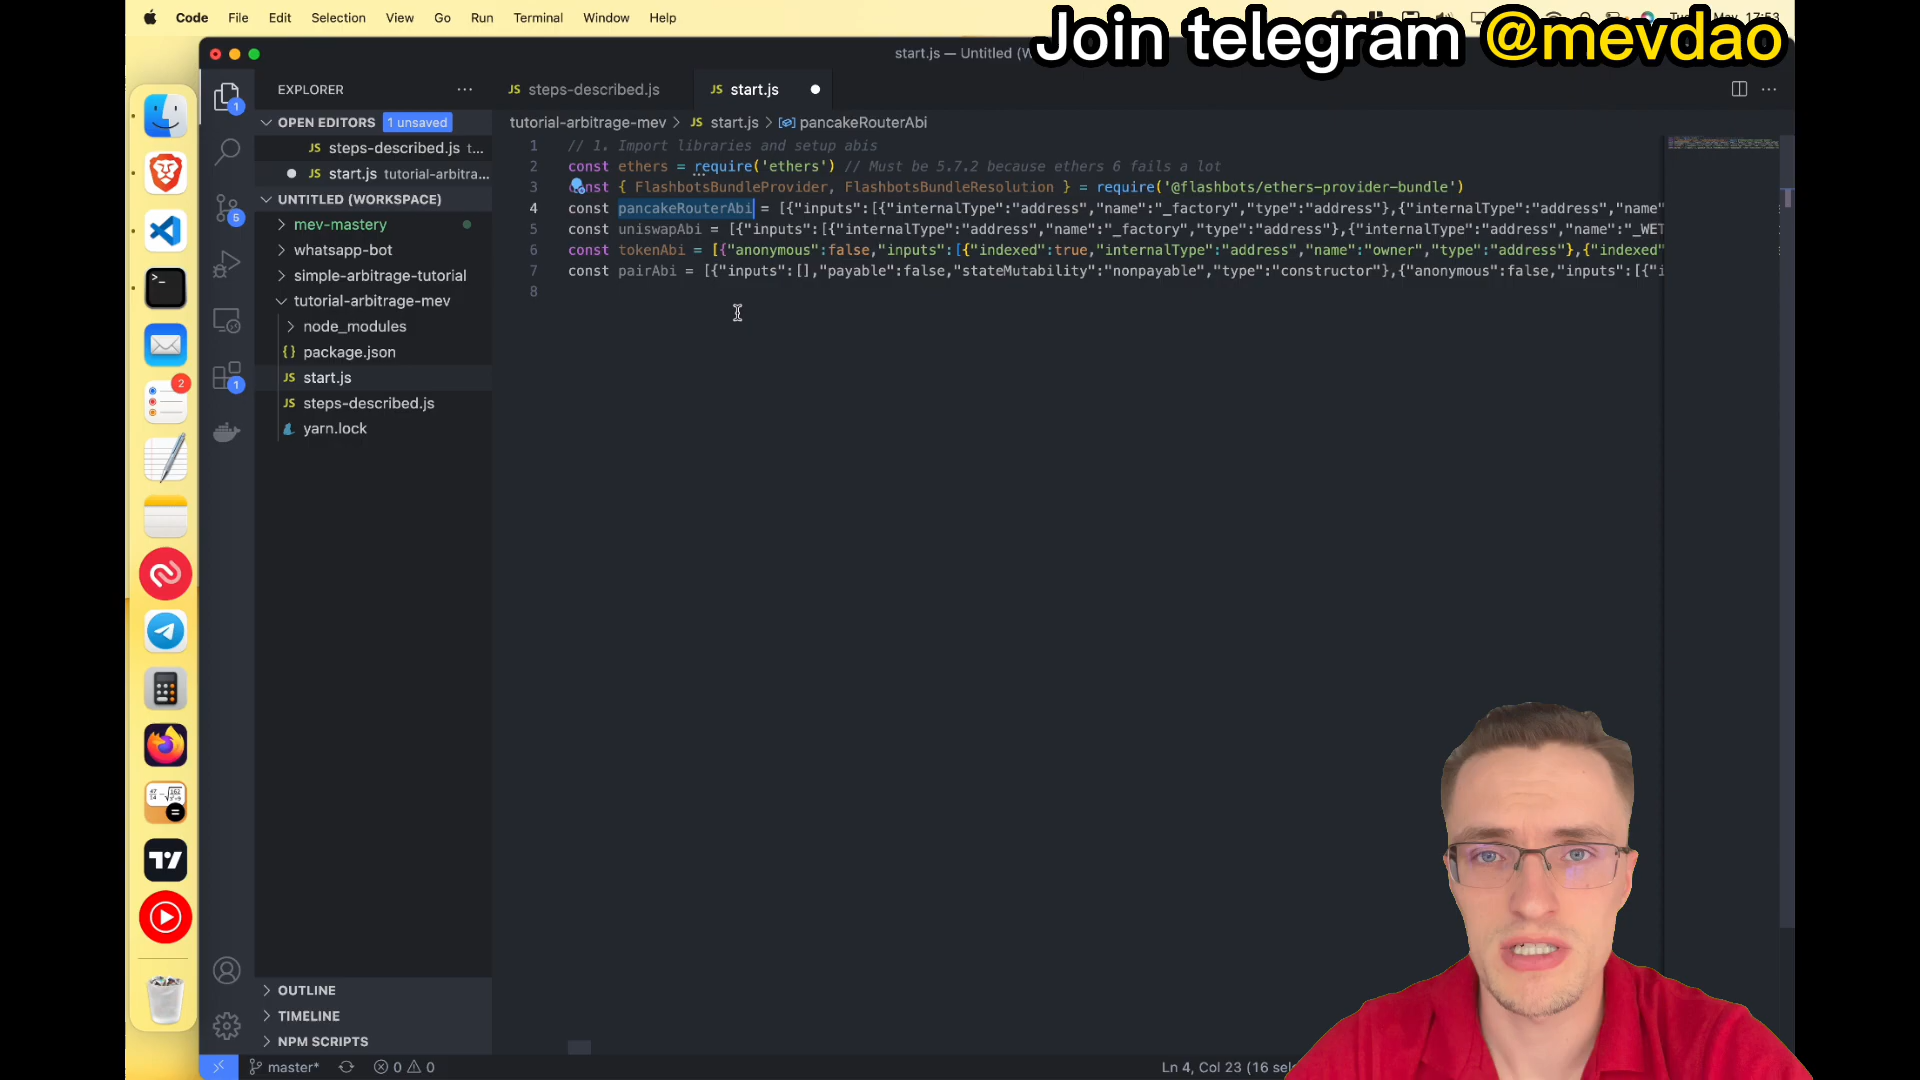 Code File Edit Selection View Go Run Terminal Window Help
Join telegram @mevdao
17:53
start.js — Untitled (W
EXPLORER
steps-described.js
start.js
OPEN EDITORS 1 unsaved
tutorial-arbitrage-mev > JS start.js > pancakeRouterAbi
JS steps-described.js t...
start.js tutorial-arbitra...
UNTITLED (WORKSPACE)
mev-mastery
whatsapp-bot
simple-arbitrage-tutorial
tutorial-arbitrage-mev
node_modules
{} package.json
JS start.js
JS steps-described.js
yarn.lock
1 // 1. Import libraries and setup abis
2 const ethers = require('ethers') // Must be 5.7.2 because ethers 6 fails a lot
3 const { FlashbotsBundleProvider, FlashbotsBundleResolution } = require('@flashbots/ethers-provider-bundle')
4 const pancakeRouterAbi = [{"inputs":[{"internalType":"address","name":"_factory","type":"address"},{"internalType":"address","name"
5 const uniswapAbi = [{"inputs":[{"internalType":"address","name":"_factory","type":"address"},{"internalType":"address","name":"_WET
6 const tokenAbi = [{"anonymous":false,"inputs":[{"indexed":true,"internalType":"address","name":"owner","type":"address"},{"indexed"
7 const pairAbi = [{"inputs":[],"payable":false,"stateMutability":"nonpayable","type":"constructor"},{"anonymous":false,"inputs":[{"i
8
OUTLINE
TIMELINE
NPM SCRIPTS
master* 0 0
Ln 4, Col 23 (16 sele